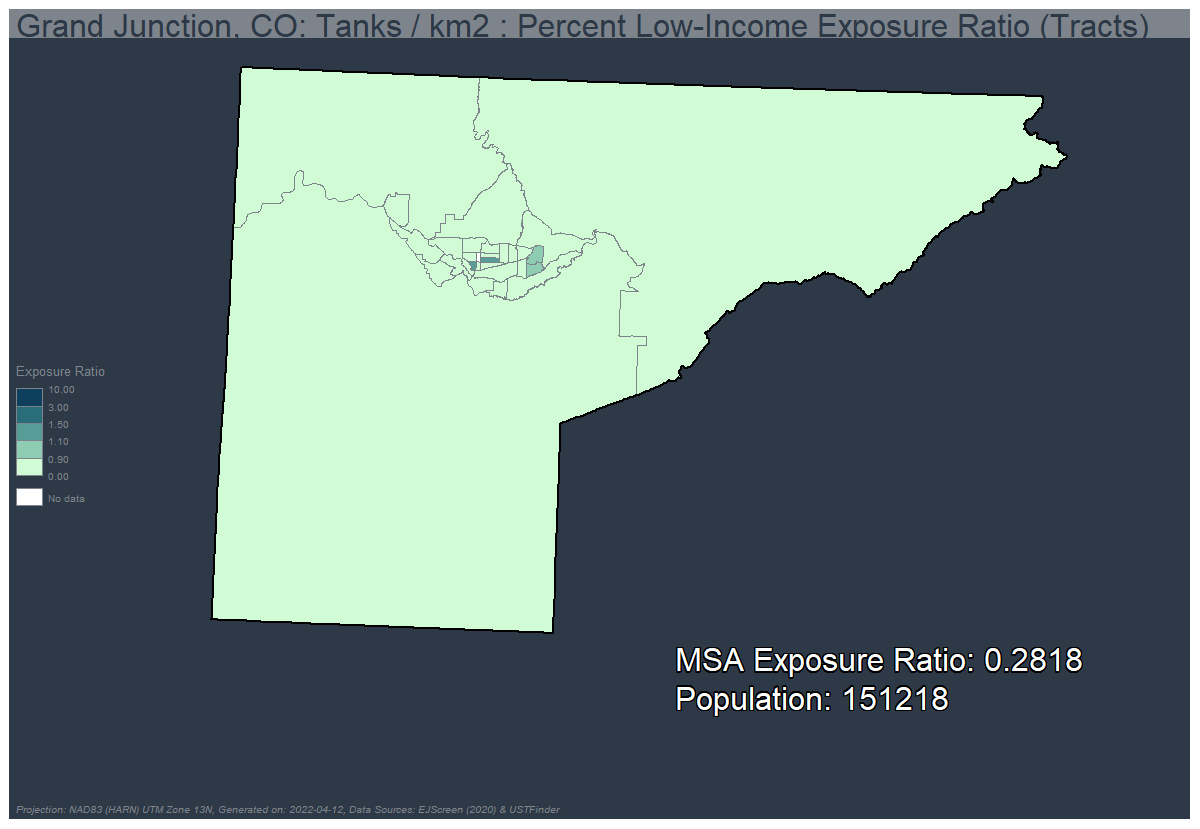 Grand Junction, CO: Tanks / km2 : Percent Low-Income Exposure Ratio (Tracts)
Exposure Ratio
10.00
3.00
1.50
1.10
0.90
0.00
No data
MSA Exposure Ratio: 0.2818
Population: 151218
Projection: NAD83 (HARN) UTM Zone 13N, Generated on: 2022-04-12, Data Sources: EJScreen (2020) & USTFinder